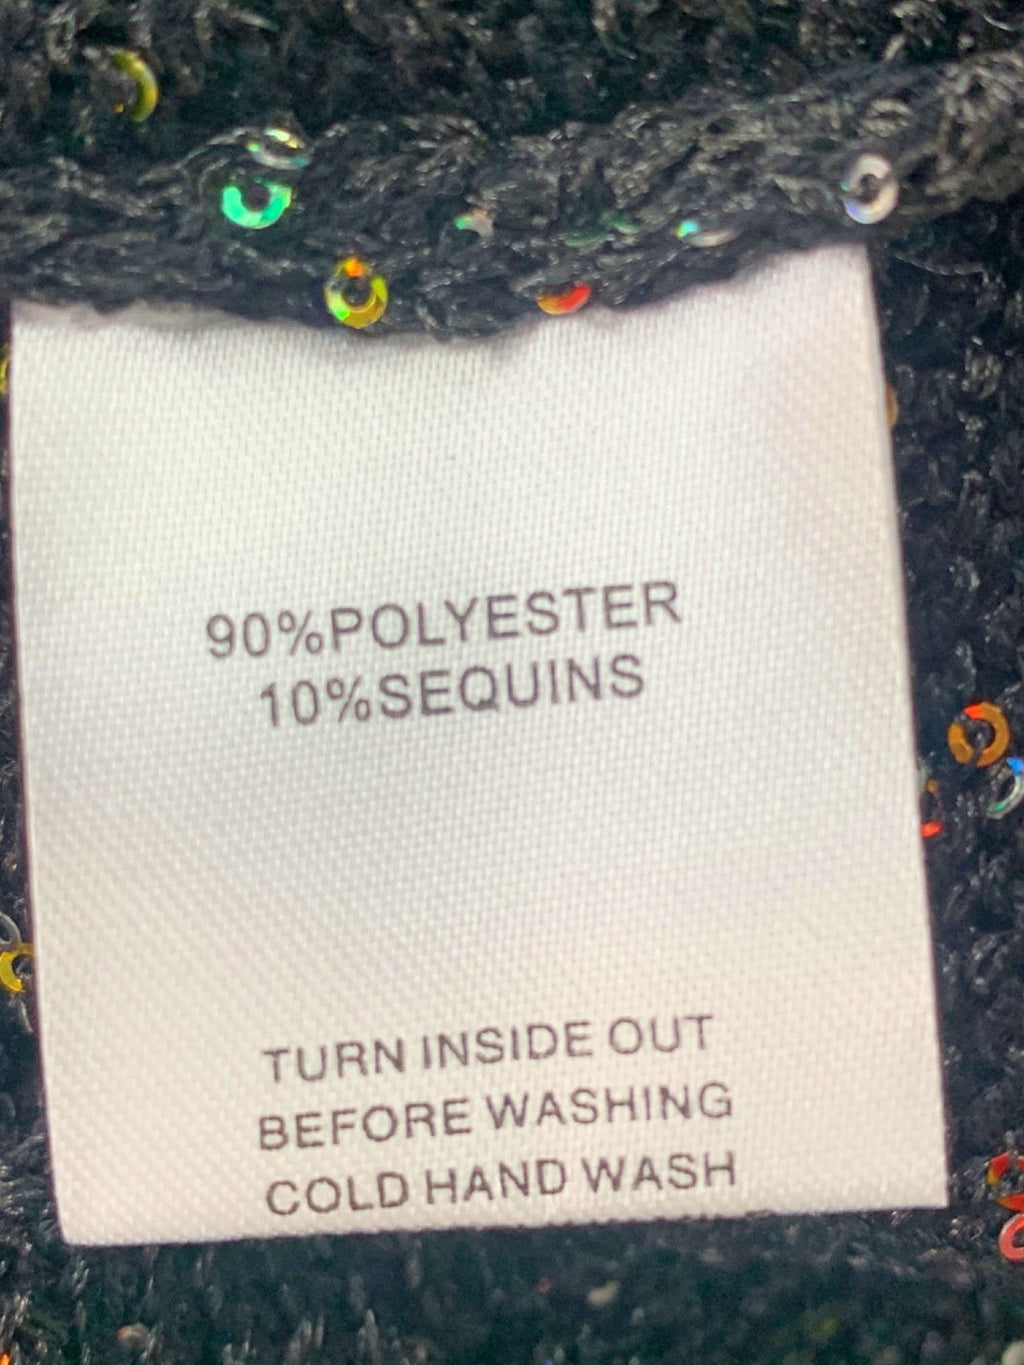 90%POLYESTER
10%SEQUINS
TURN INSIDE OUT
BEFORE WASHING
COLD HAND WASH